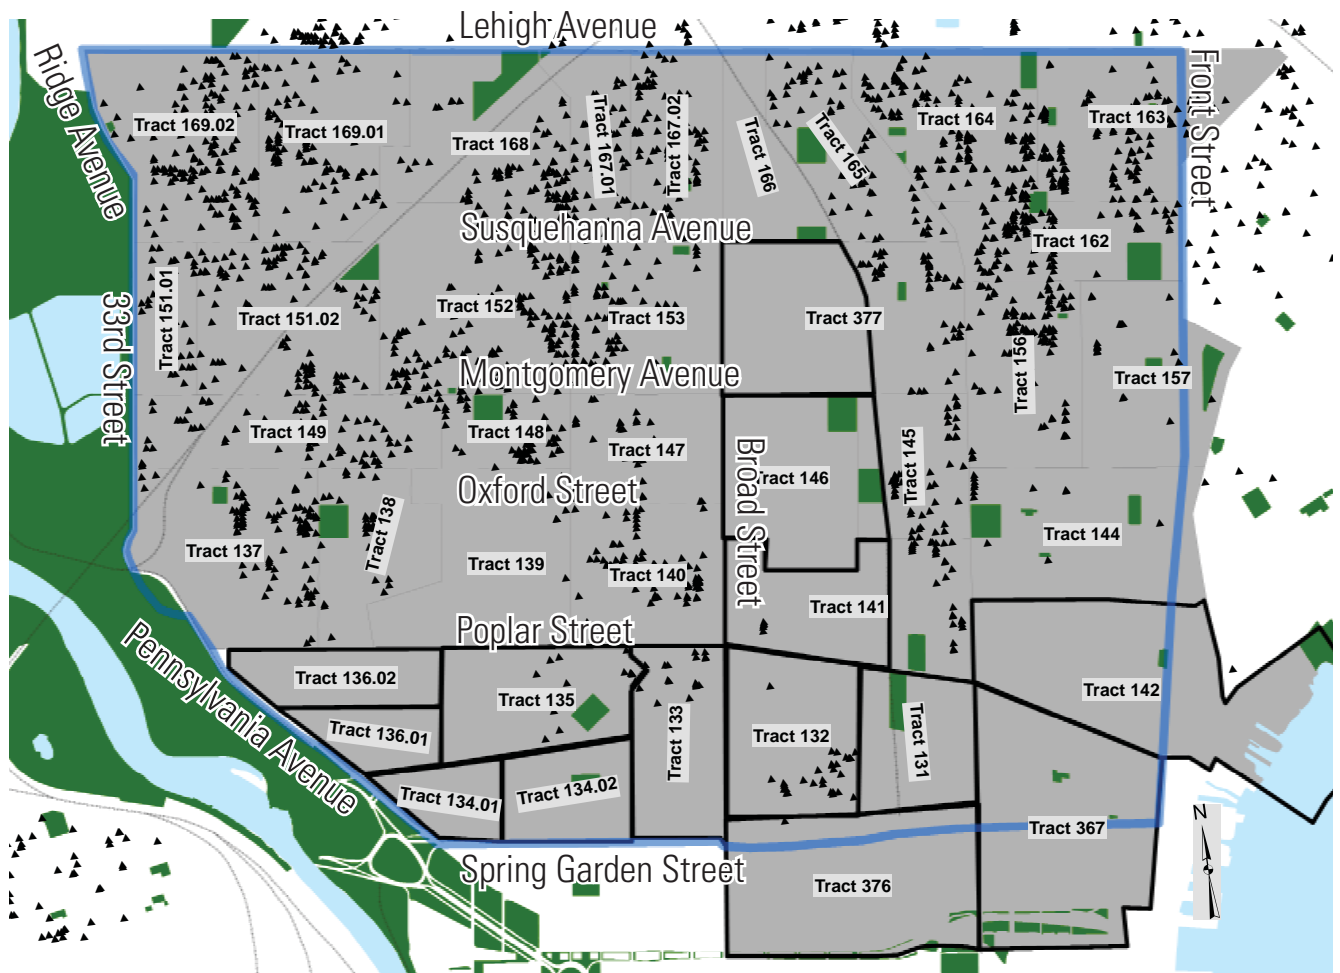 Lehigh Avenue
Ridge Avenue
Front Street
Tract 169.02
Tract 169.01
Tract 168
Tract 167.01
Tract 167.02
Tract 166
Tract 165
Tract 164
Tract 163
Susquehanna Avenue
Tract 162
33rd Street
Tract 151.01
Tract 151.02
Tract 152
Tract 153
Tract 377
Tract 156
Tract 157
Montgomery Avenue
Tract 149
Tract 148
Tract 147
Broad Street
Tract 146
Tract 145
Oxford Street
Tract 137
Tract 138
Tract 139
Tract 140
Tract 144
Tract 141
Poplar Street
Pennsylvania Avenue
Tract 136.02
Tract 135
Tract 142
Tract 136.01
Tract 133
Tract 132
Tract 131
Tract 134.01
Tract 134.02
Tract 367
Spring Garden Street
Tract 376
N